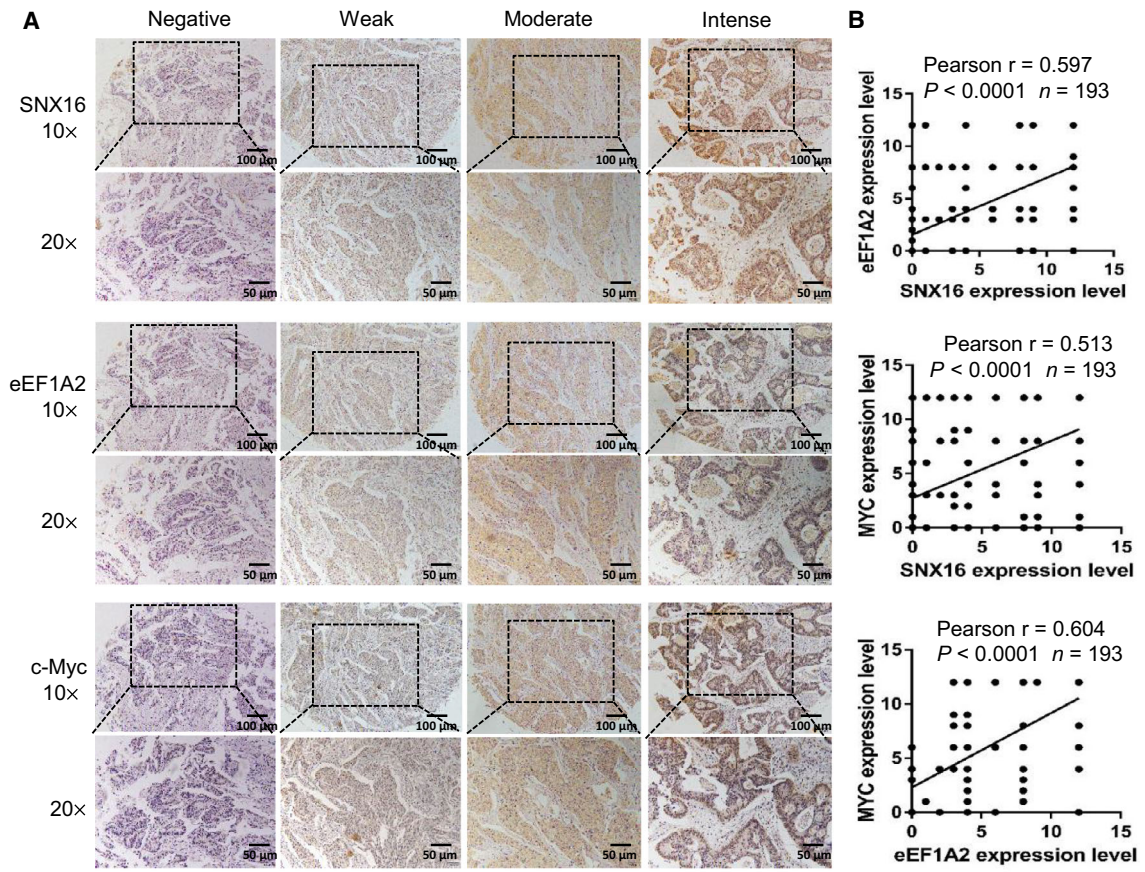 A
Negative
Weak
Moderate
Intense
SNX16
10×
100 µm
100 µm
100 µm
100 µm
20×
50 µm
50 µm
50 µm
50 µm
eEF1A2
10×
100 µm
100 µm
100 µm
100 µm
20×
50 µm
50 µm
50 µm
50 µm
c-Myc
10×
100 µm
100 µm
100 µm
100 µm
20×
50 µm
50 µm
50 µm
50 µm
B
Pearson r = 0.597
P < 0.0001 n = 193
eEF1A2 expression level
15
10
5
0
0 5 10 15
SNX16 expression level
Pearson r = 0.513
P < 0.0001 n = 193
MYC expression level
15
10
5
0
0 5 10 15
SNX16 expression level
Pearson r = 0.604
P < 0.0001 n = 193
MYC expression level
15
10
5
0
0 5 10 15
eEF1A2 expression level